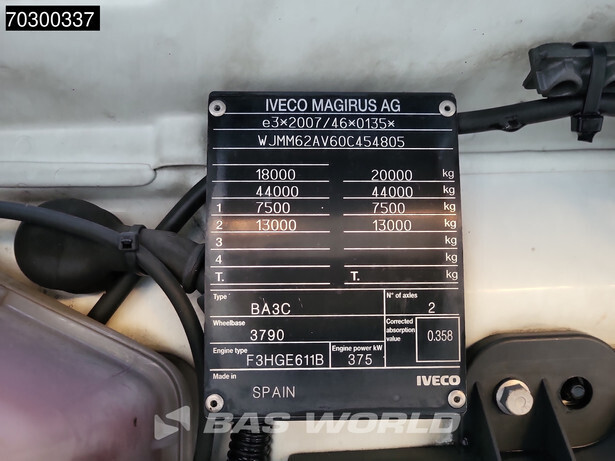 70300337
IVECO MAGIRUS AG
e3*2007/46*0135*
WJMM62AV60C454805
18000 20000 kg
44000 44000 kg
1 7500 7500 kg
2 13000 13000 kg
3 kg
4 kg
T. T. kg
Type BA3C N° of axles 2
Wheelbase 3790 Corrected absorption value 0.358
Engine type F3HGE611B Engine power kW 375
Made in SPAIN IVECO
BAS WORLD